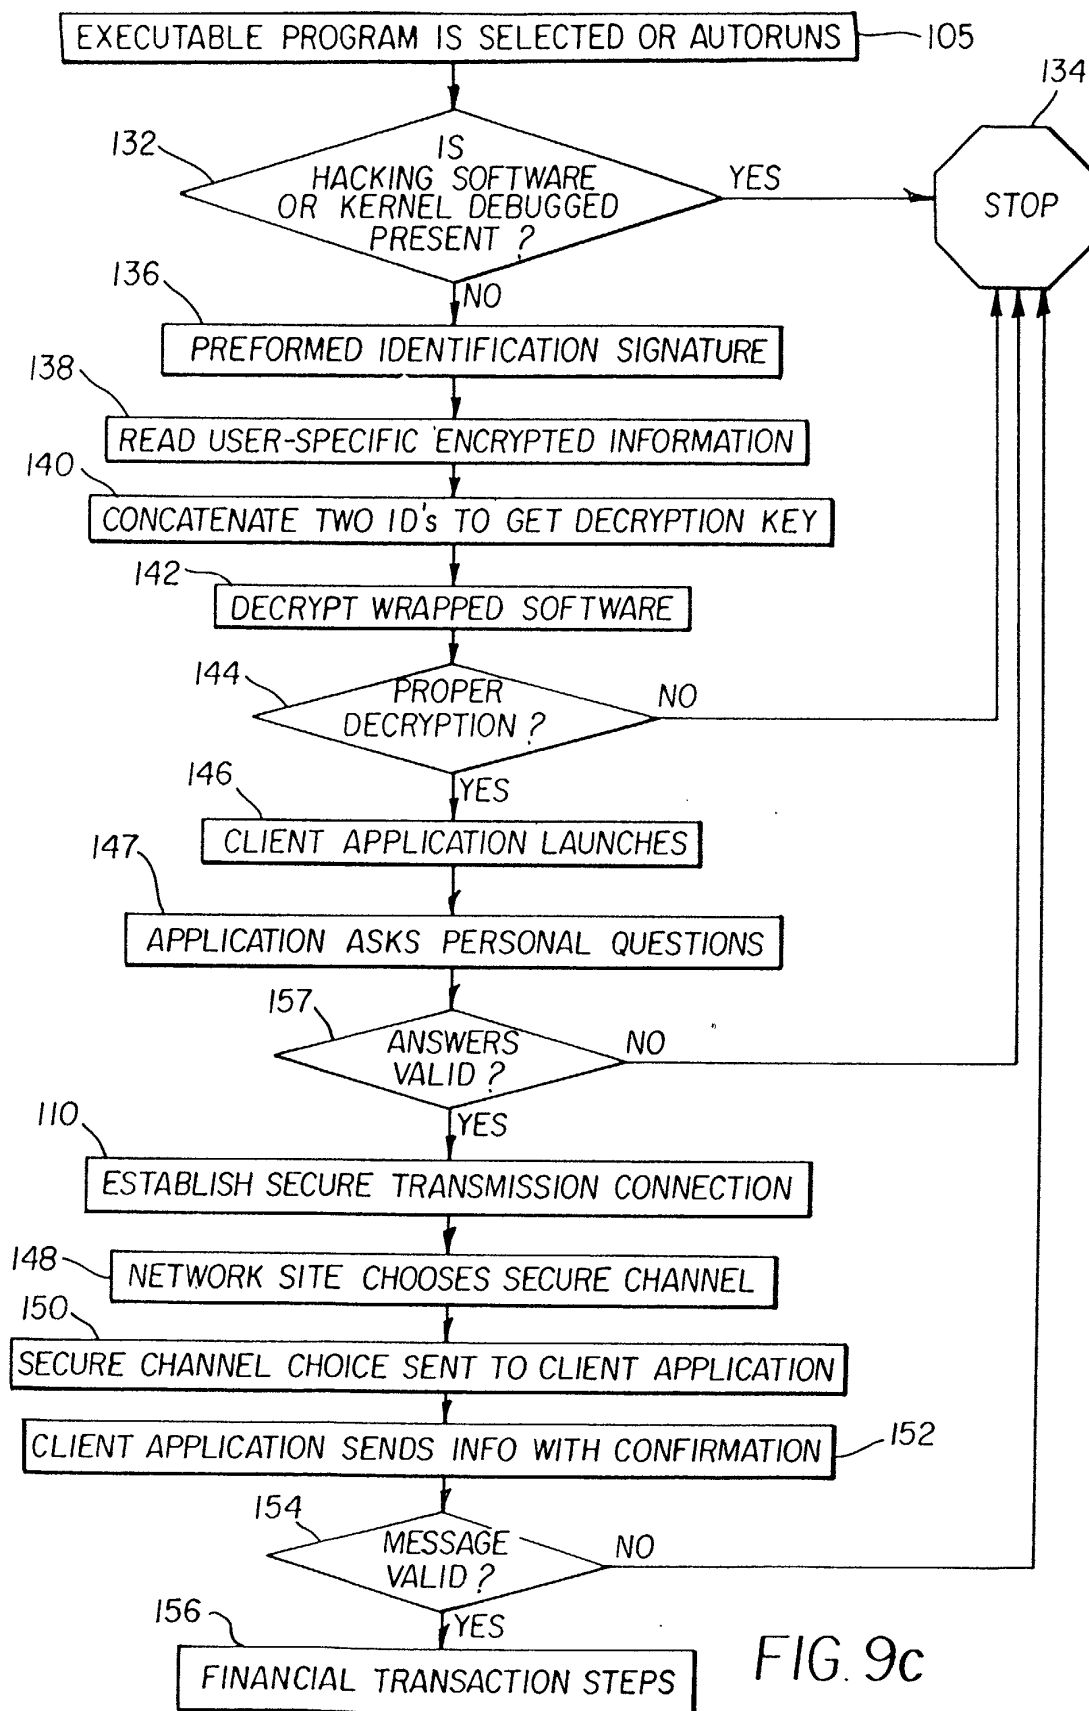 EXECUTABLE PROGRAM IS SELECTED OR AUTORUNS
105
134
132
IS
HACKING SOFTWARE
OR KERNEL DEBUGGED
PRESENT ?
YES
STOP
NO
136
PREFORMED IDENTIFICATION SIGNATURE
138
READ USER-SPECIFIC ENCRYPTED INFORMATION
140
CONCATENATE TWO ID's TO GET DECRYPTION KEY
142
DECRYPT WRAPPED SOFTWARE
144
PROPER
DECRYPTION ?
NO
YES
146
CLIENT APPLICATION LAUNCHES
147
APPLICATION ASKS PERSONAL QUESTIONS
157
ANSWERS
VALID ?
NO
YES
110
ESTABLISH SECURE TRANSMISSION CONNECTION
148
NETWORK SITE CHOOSES SECURE CHANNEL
150
SECURE CHANNEL CHOICE SENT TO CLIENT APPLICATION
CLIENT APPLICATION SENDS INFO WITH CONFIRMATION
152
154
MESSAGE
VALID ?
NO
YES
156
FINANCIAL TRANSACTION STEPS
FIG. 9c